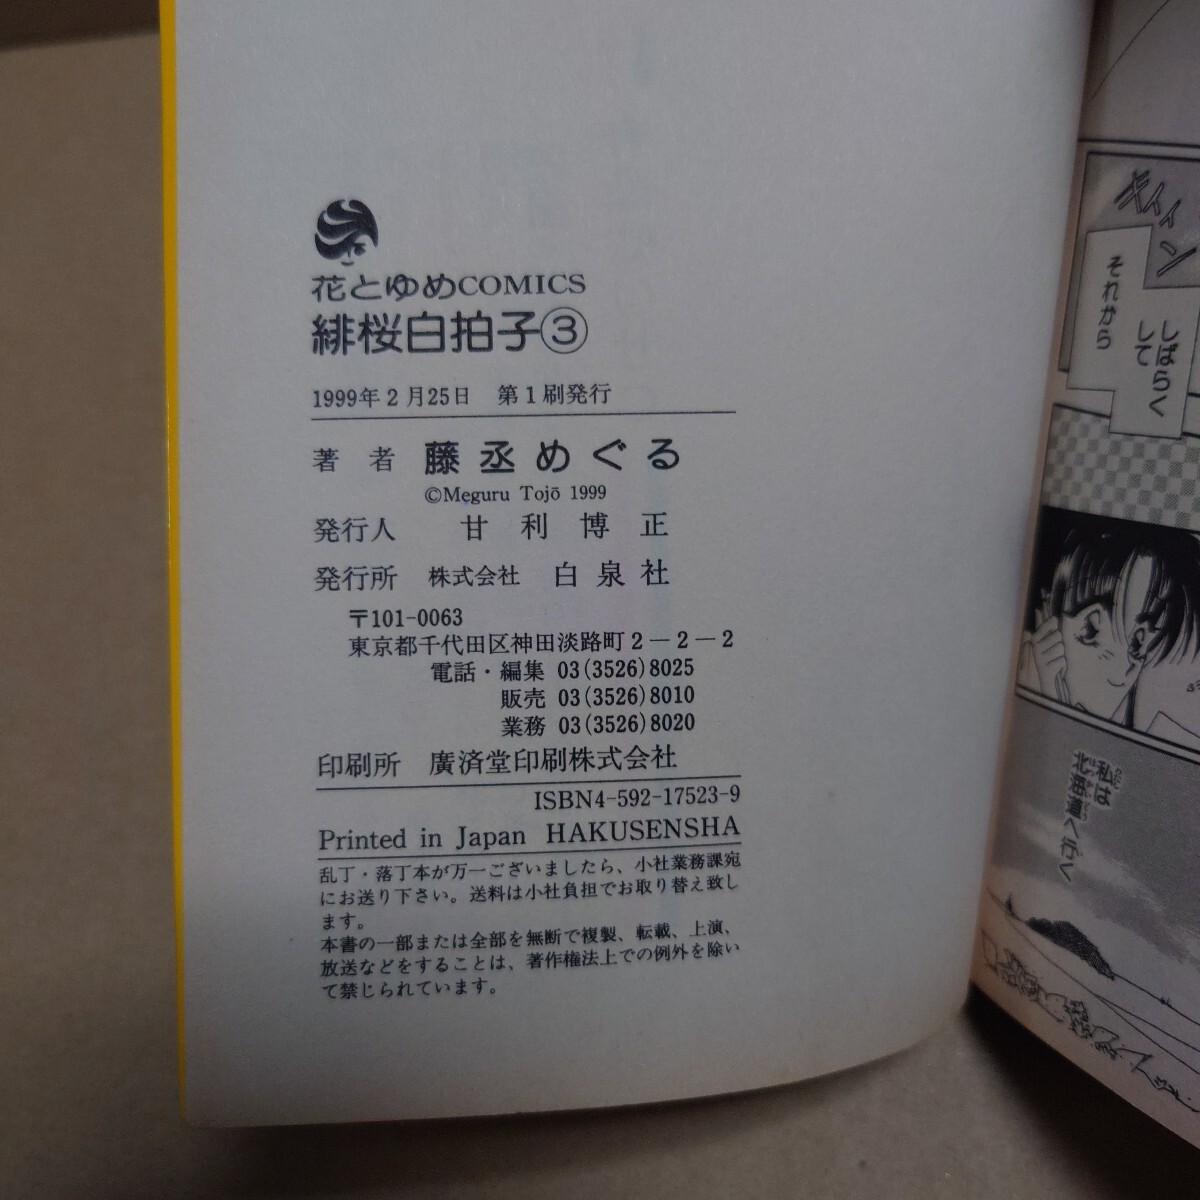 花とゆめCOMICS
緋桜白拍子③
1999年2月25日 第1刷発行
著者 藤丞めぐる
©Meguru Tojō 1999
発行人 甘利博正
発行所 株式会社 白泉社
〒101-0063
東京都千代田区神田淡路町2-2-2
電話・編集 03(3526)8025
販売 03(3526)8010
業務 03(3526)8020
印刷所 廣済堂印刷株式会社
ISBN4-592-17523-9
Printed in Japan HAKUSENSHA
乱丁・落丁本が万一ございましたら、小社業務課宛
にお送り下さい。送料は小社負担でお取り替え致し
ます。
本書の一部または全部を無断で複製、転載、上演、
放送などをすることは、著作権法上での例外を除い
て禁じられています。
キィィン
それから
しばらく
して
私は
北海道へ行く